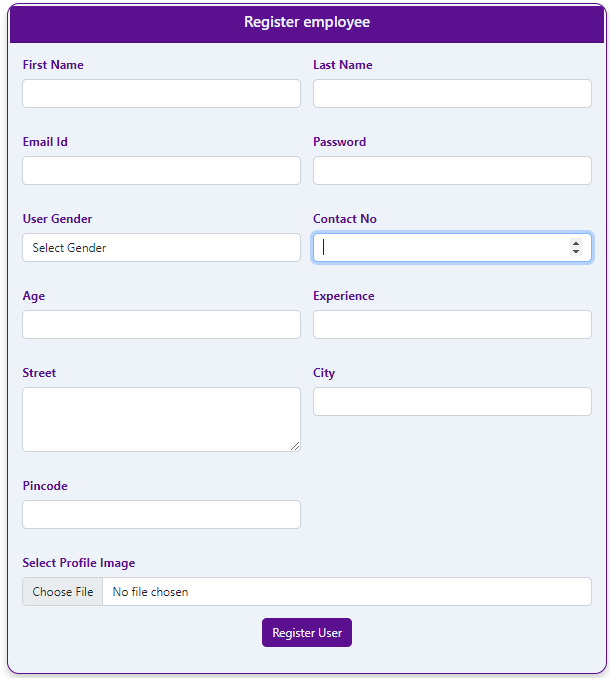 Register employee
First Name
Last Name
Email Id
Password
User Gender
Contact No
Select Gender
Age
Experience
Street
City
Pincode
Select Profile Image
Choose File
No file chosen
Register User